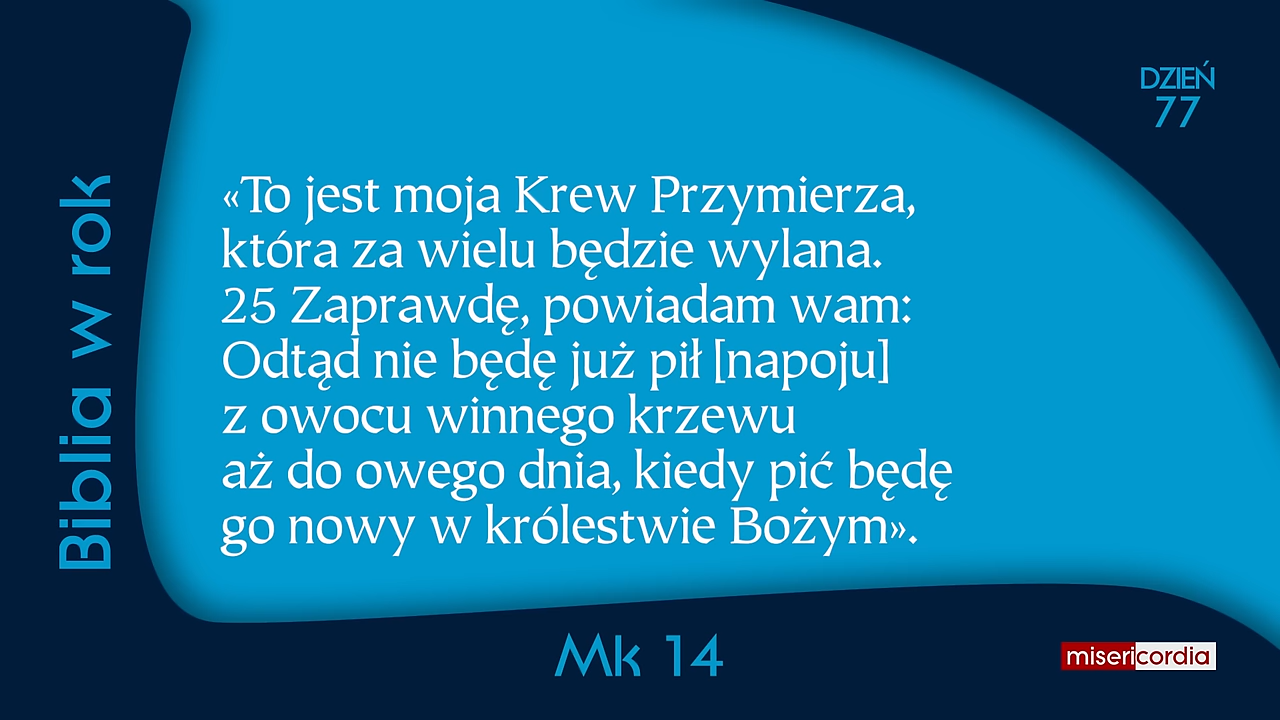 DZIEŃ
77
Biblia w rok
«To jest moja Krew Przymierza,
która za wielu będzie wylana.
25 Zaprawdę, powiadam wam:
Odtąd nie będę już pił [napoju]
z owocu winnego krzewu
aż do owego dnia, kiedy pić będę
go nowy w królestwie Bożym».
Mk 14
misericordia